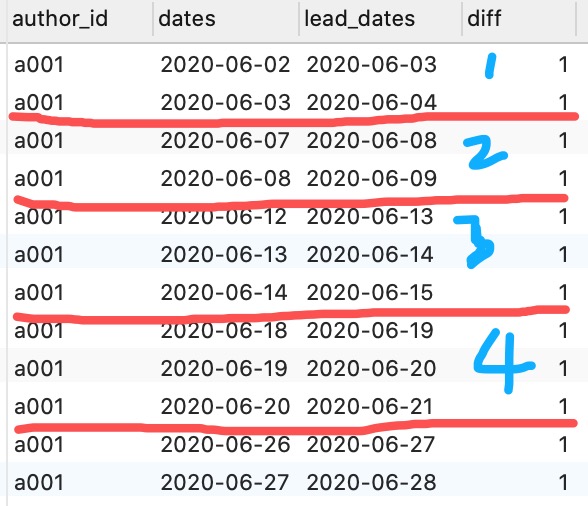 author_id dates lead_dates diff
a001 2020-06-02 2020-06-03 1 1
a001 2020-06-03 2020-06-04 1
a001 2020-06-07 2020-06-08 2 1
a001 2020-06-08 2020-06-09 1
a001 2020-06-12 2020-06-13 3 1
a001 2020-06-13 2020-06-14 1
a001 2020-06-14 2020-06-15 1
a001 2020-06-18 2020-06-19 1
a001 2020-06-19 2020-06-20 4 1
a001 2020-06-20 2020-06-21 1
a001 2020-06-26 2020-06-27 1
a001 2020-06-27 2020-06-28 1